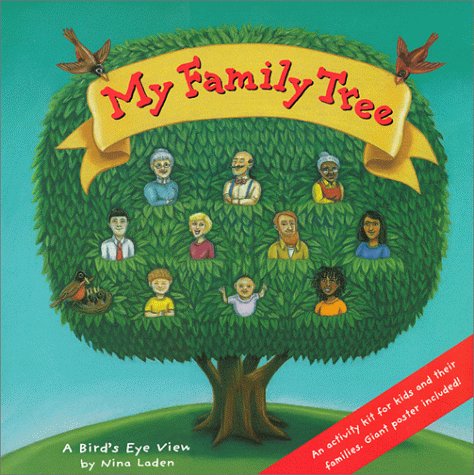 My Family Tree
An activity kit for kids and their
families. Giant poster included!
A Bird's Eye View
by Nina Laden